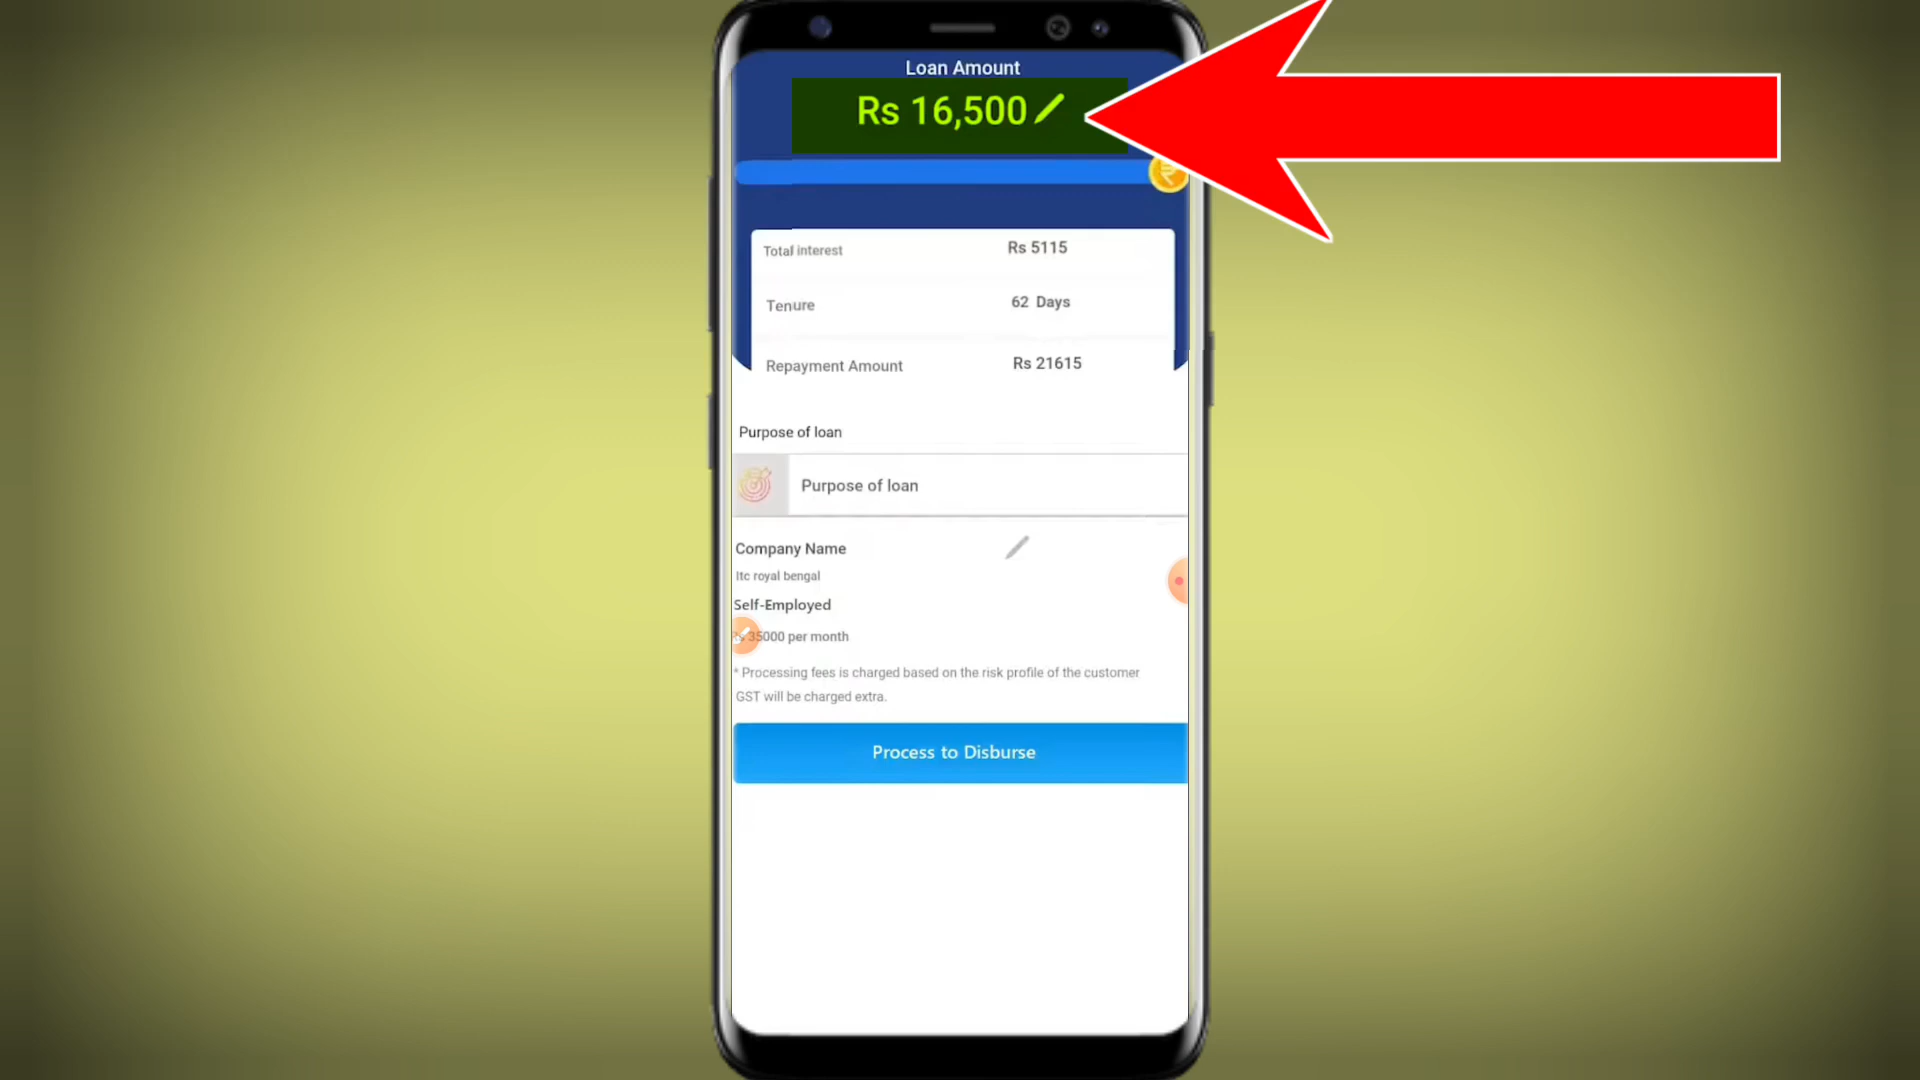 Loan Amount
Rs 16,500
Total interest Rs 5115
Tenure 62 Days
Repayment Amount Rs 21615
Purpose of loan
Purpose of loan
Company Name
Itc royal bengal
Self-Employed
35000 per month
* Processing fees is charged based on the risk profile of the customer
GST will be charged extra.
Process to Disburse